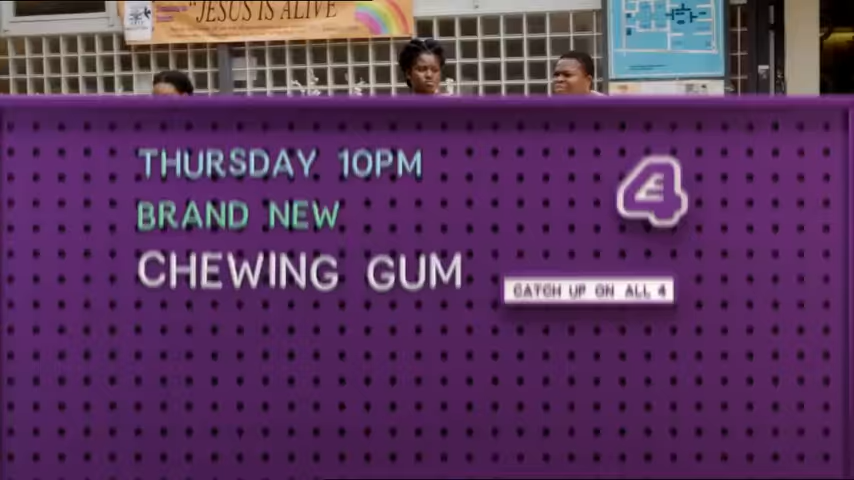 "JESUS IS ALIVE"
THURSDAY 10PM
BRAND NEW
CHEWING GUM
4
CATCH UP ON ALL 4